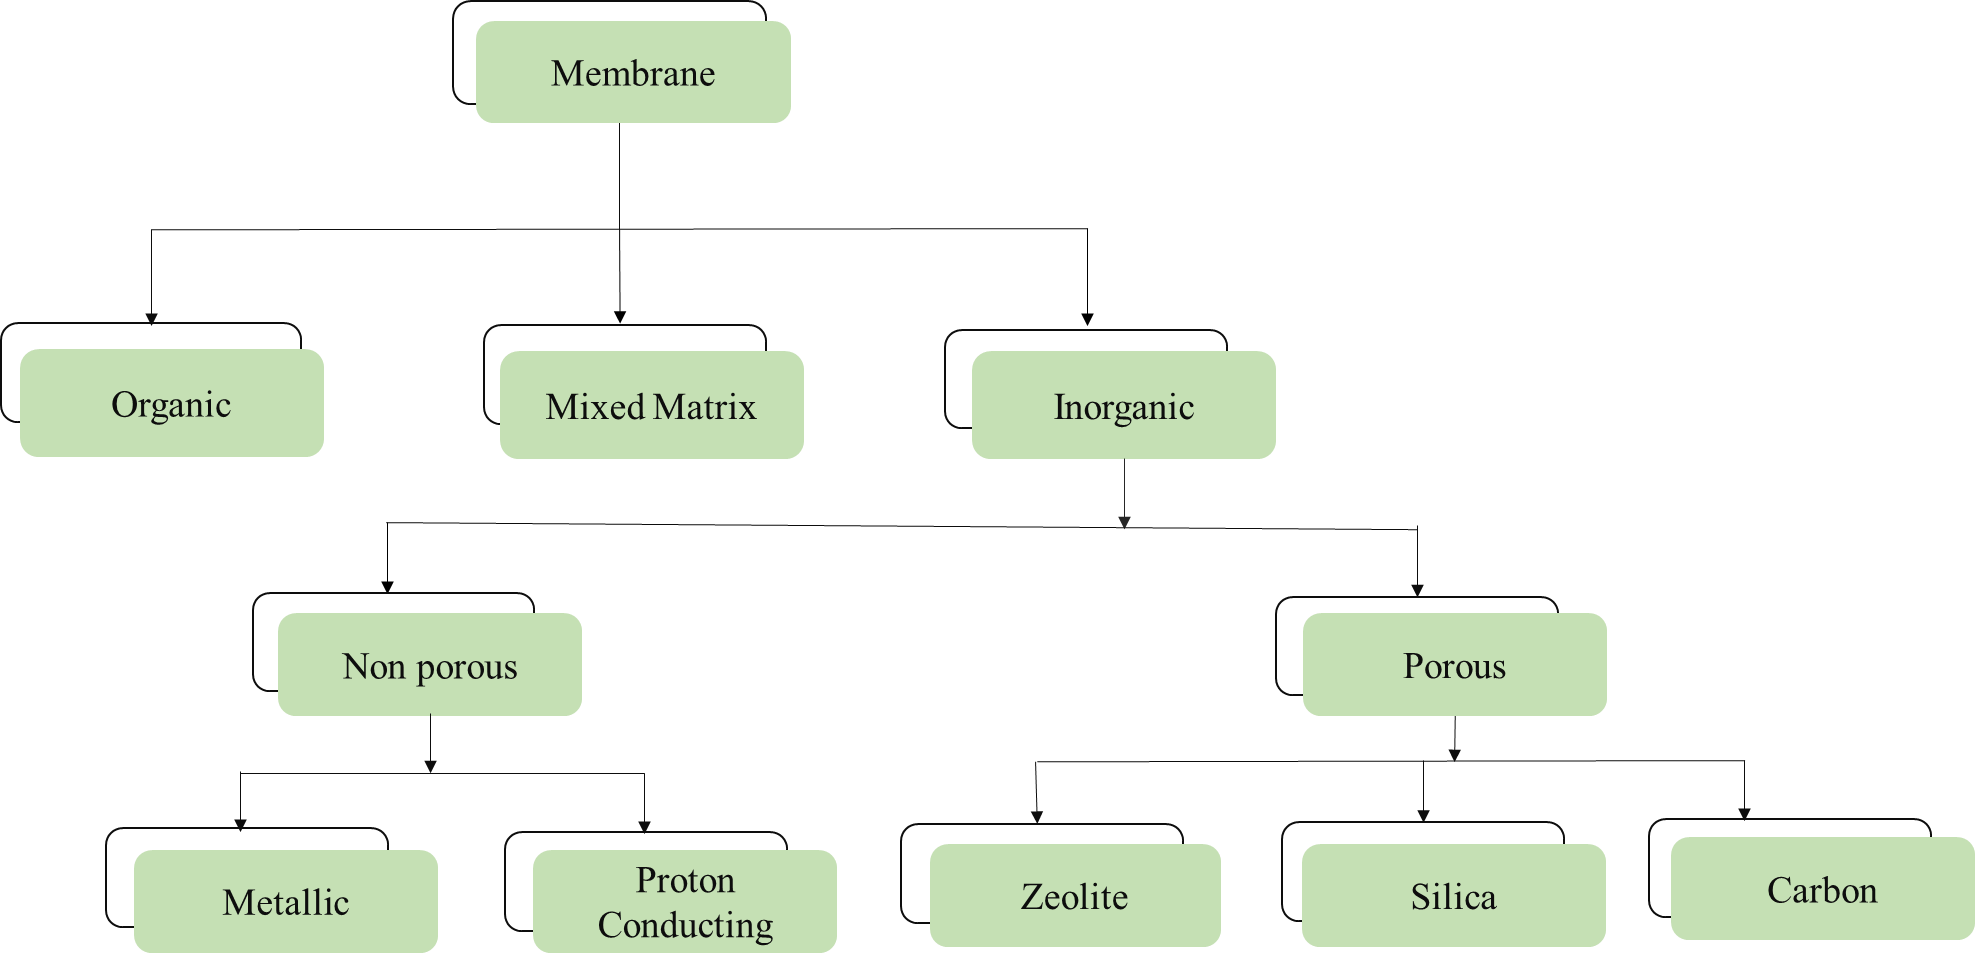 Membrane
Organic
Mixed Matrix
Inorganic
Non porous
Porous
Metallic
Proton
Conducting
Zeolite
Silica
Carbon